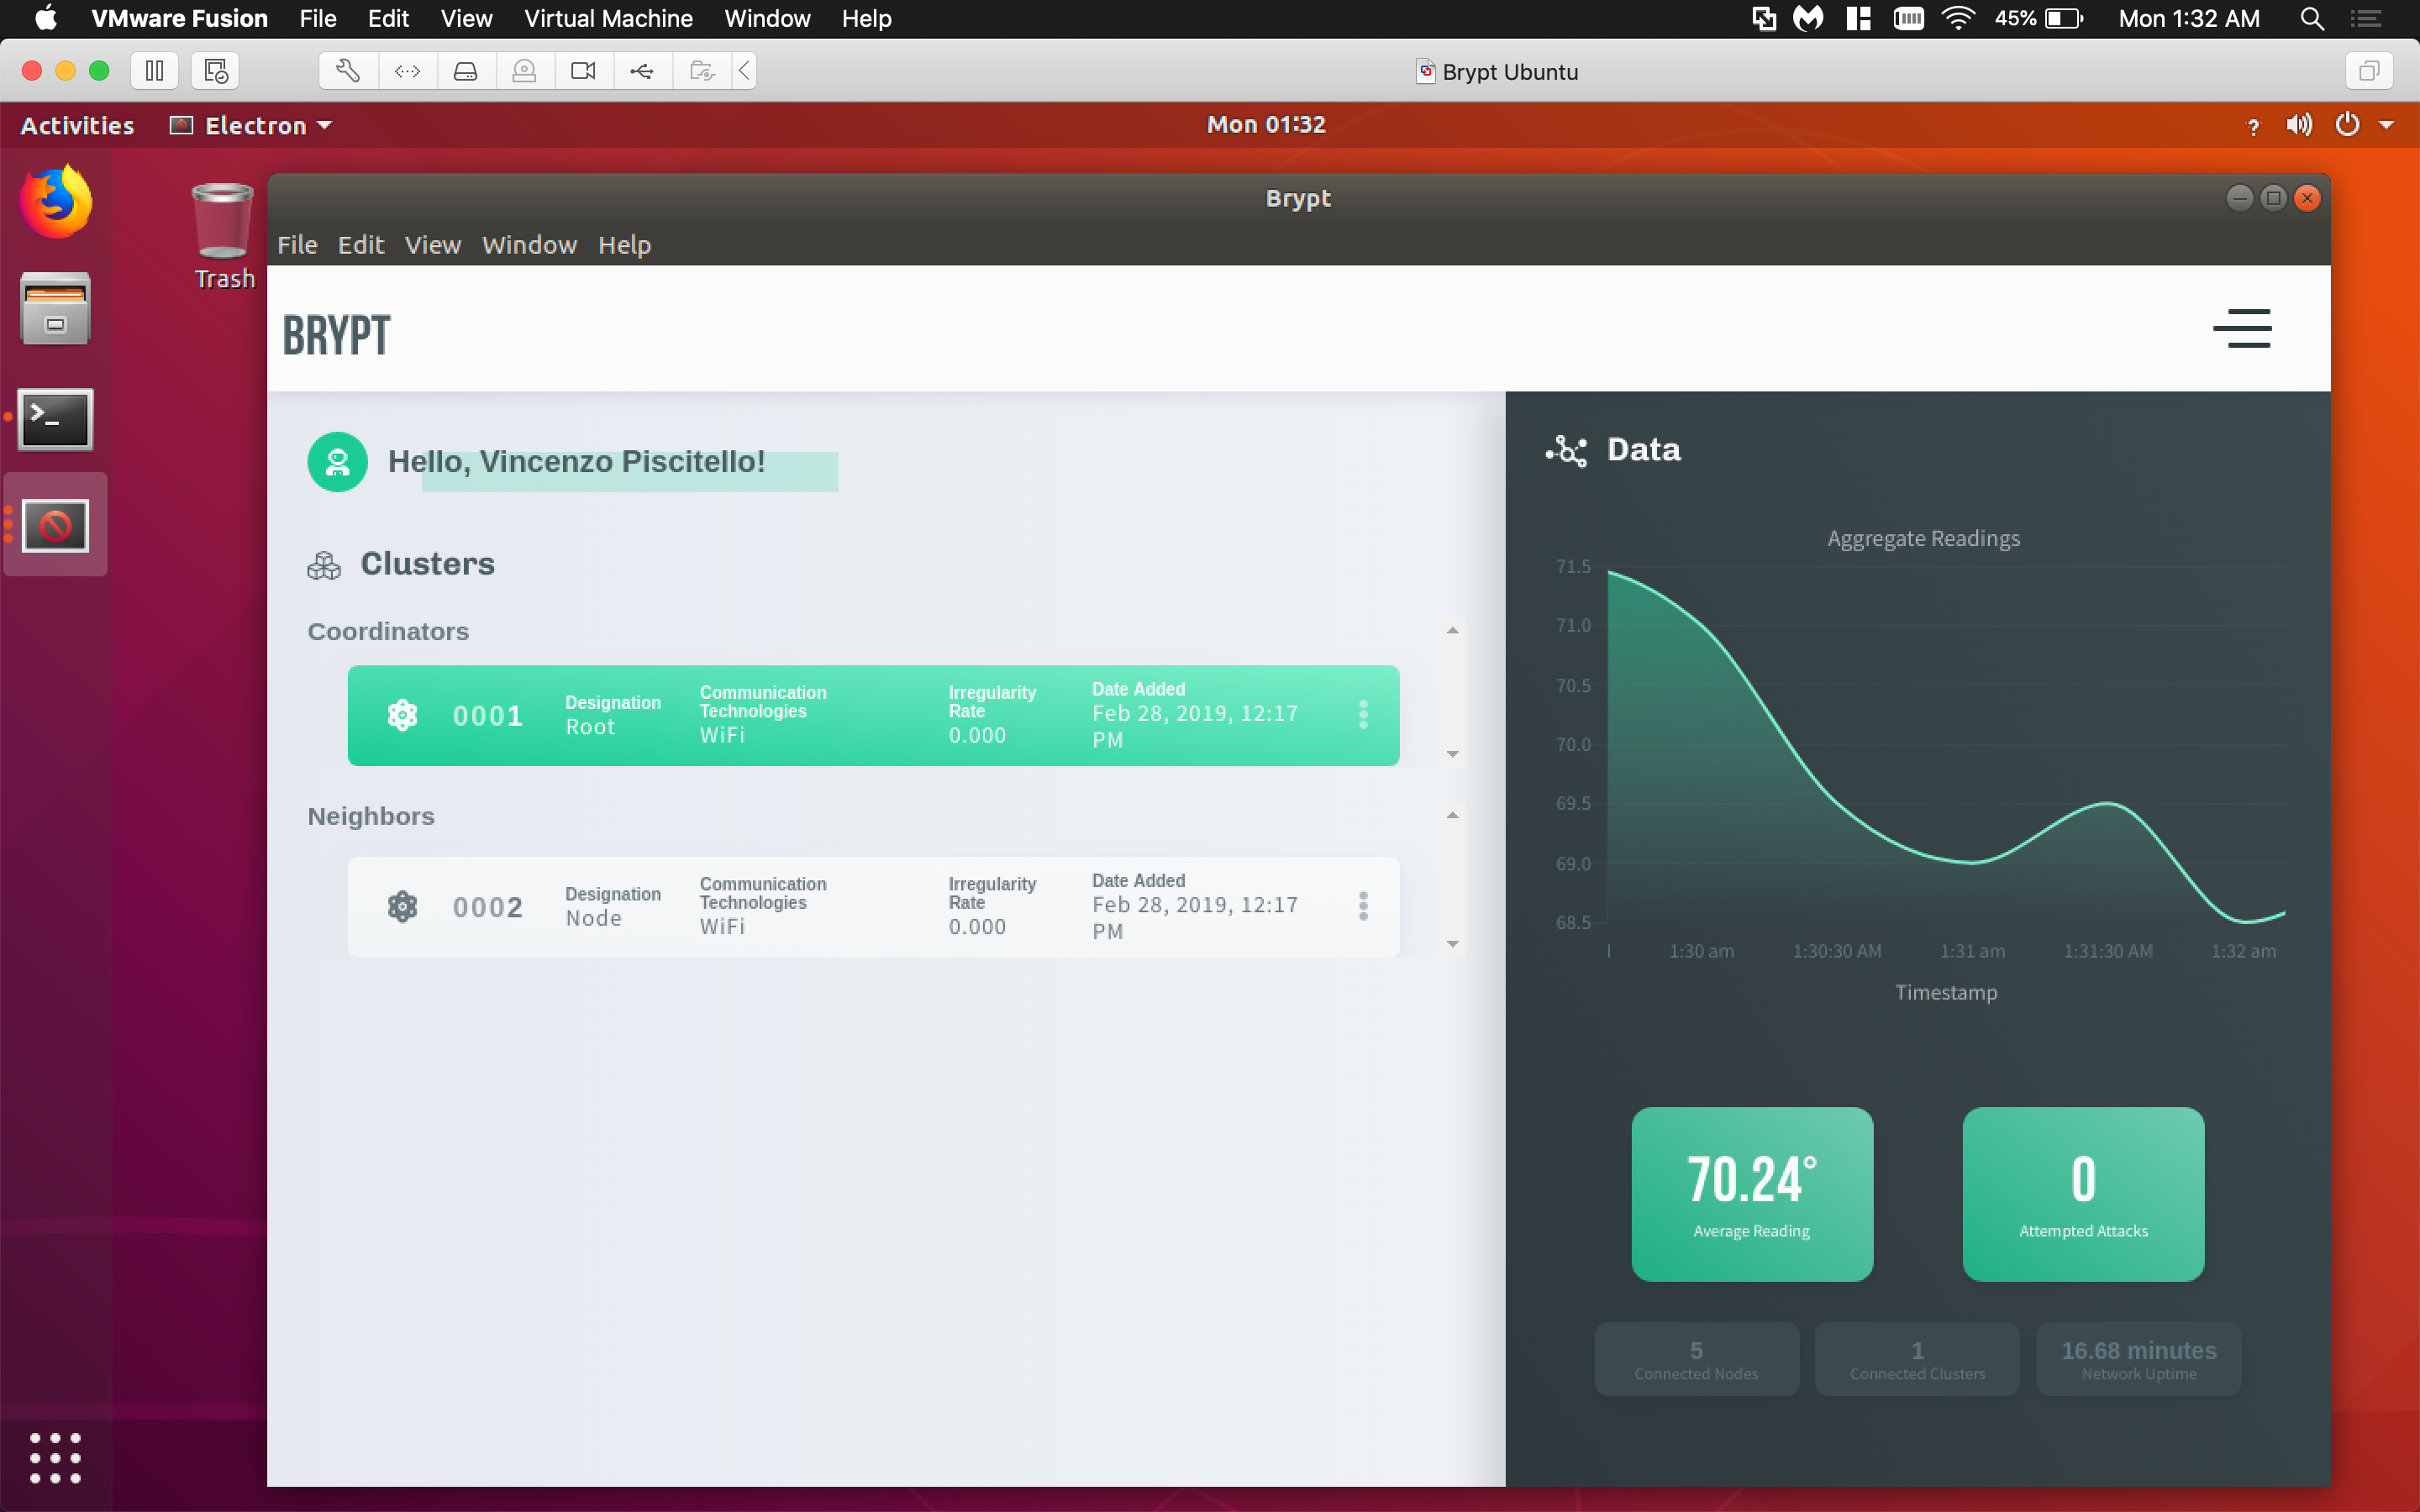 VMware Fusion File Edit View Virtual Machine Window Help 45% Mon 1:32 AM
Brypt Ubuntu
Activities Electron Mon 01:32 ?
Trash
Brypt
File Edit View Window Help
BRYPT
Hello, Vincenzo Piscitello!
Clusters
Coordinators
0001
Designation
Root
Communication
Technologies
WiFi
Irregularity
Rate
0.000
Date Added
Feb 28, 2019, 12:17
PM
Neighbors
0002
Designation
Node
Communication
Technologies
WiFi
Irregularity
Rate
0.000
Date Added
Feb 28, 2019, 12:17
PM
Data
Aggregate Readings
71.5
71.0
70.5
70.0
69.5
69.0
68.5
1:30 am 1:30:30 AM 1:31 am 1:31:30 AM 1:32 am
Timestamp
70.24°
Average Reading
0
Attempted Attacks
5
Connected Nodes
1
Connected Clusters
16.68 minutes
Network Uptime